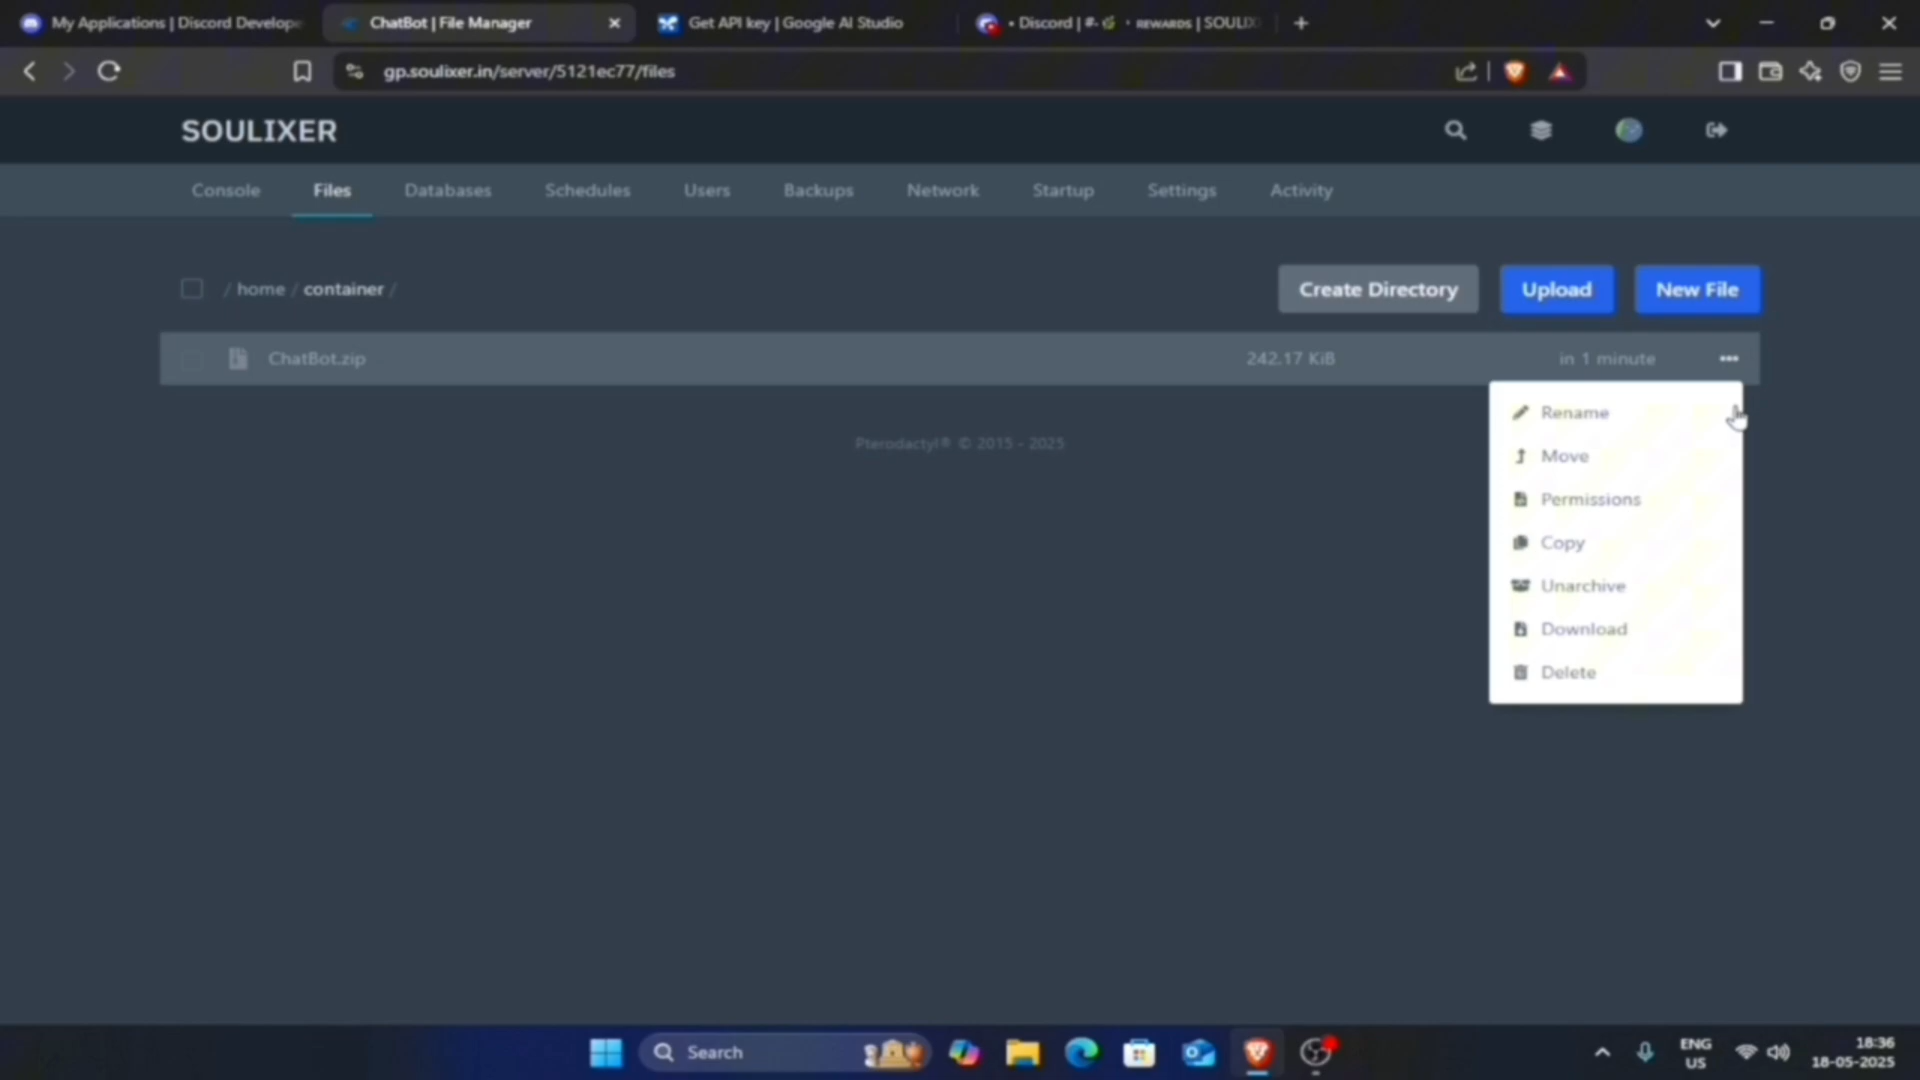 My Applications | Discord Develope
ChatBot | File Manager
Get API key | Google AI Studio
Discord | #- REWARDS | SOULIX
gp.soulixer.in/server/5121ec77/files
SOULIXER
Console
Files
Databases
Schedules
Users
Backups
Network
Startup
Settings
Activity
/ home / container /
Create Directory
Upload
New File
ChatBot.zip
242.17 KiB
in 1 minute
Rename
Move
Permissions
Copy
Unarchive
Download
Delete
Pterodactyl® © 2015 - 2025
Search
ENG
US
18:36
18-05-2025